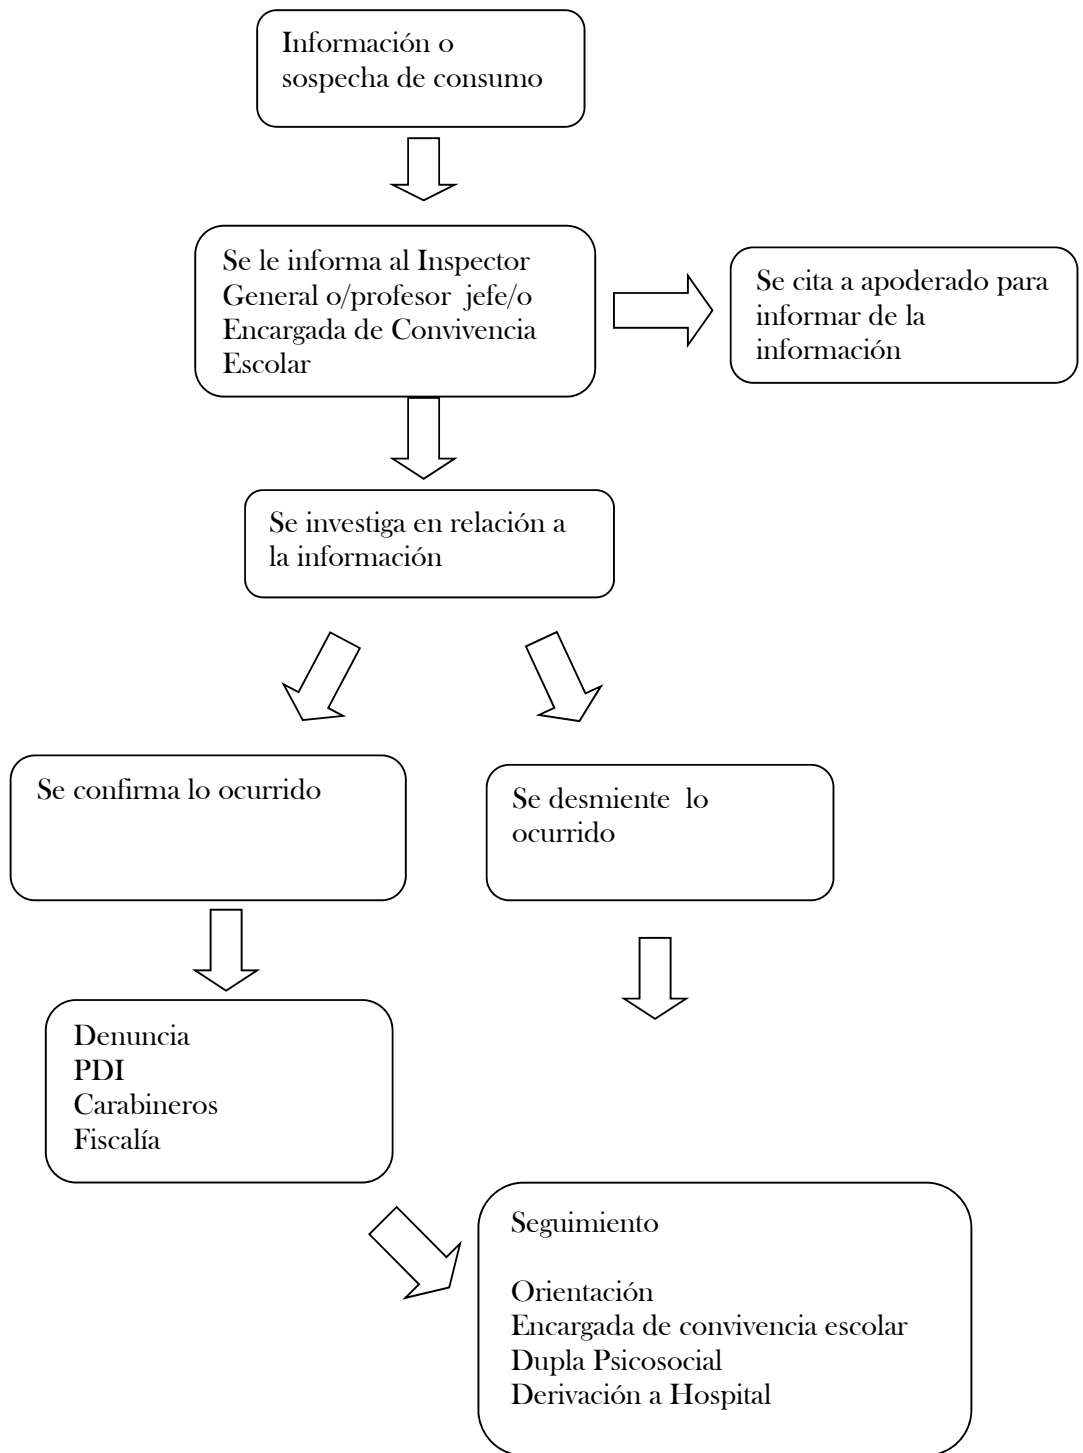 Información o
sospecha de consumo
Se le informa al Inspector
General o/profesor  jefe/o
Encargada de Convivencia
Escolar
Se cita a apoderado para
informar de la
información
Se investiga en relación a
la información
Se confirma lo ocurrido
Se desmiente  lo
ocurrido
Denuncia
PDI
Carabineros
Fiscalía
Seguimiento
Orientación
Encargada de convivencia escolar
Dupla Psicosocial
Derivación a Hospital